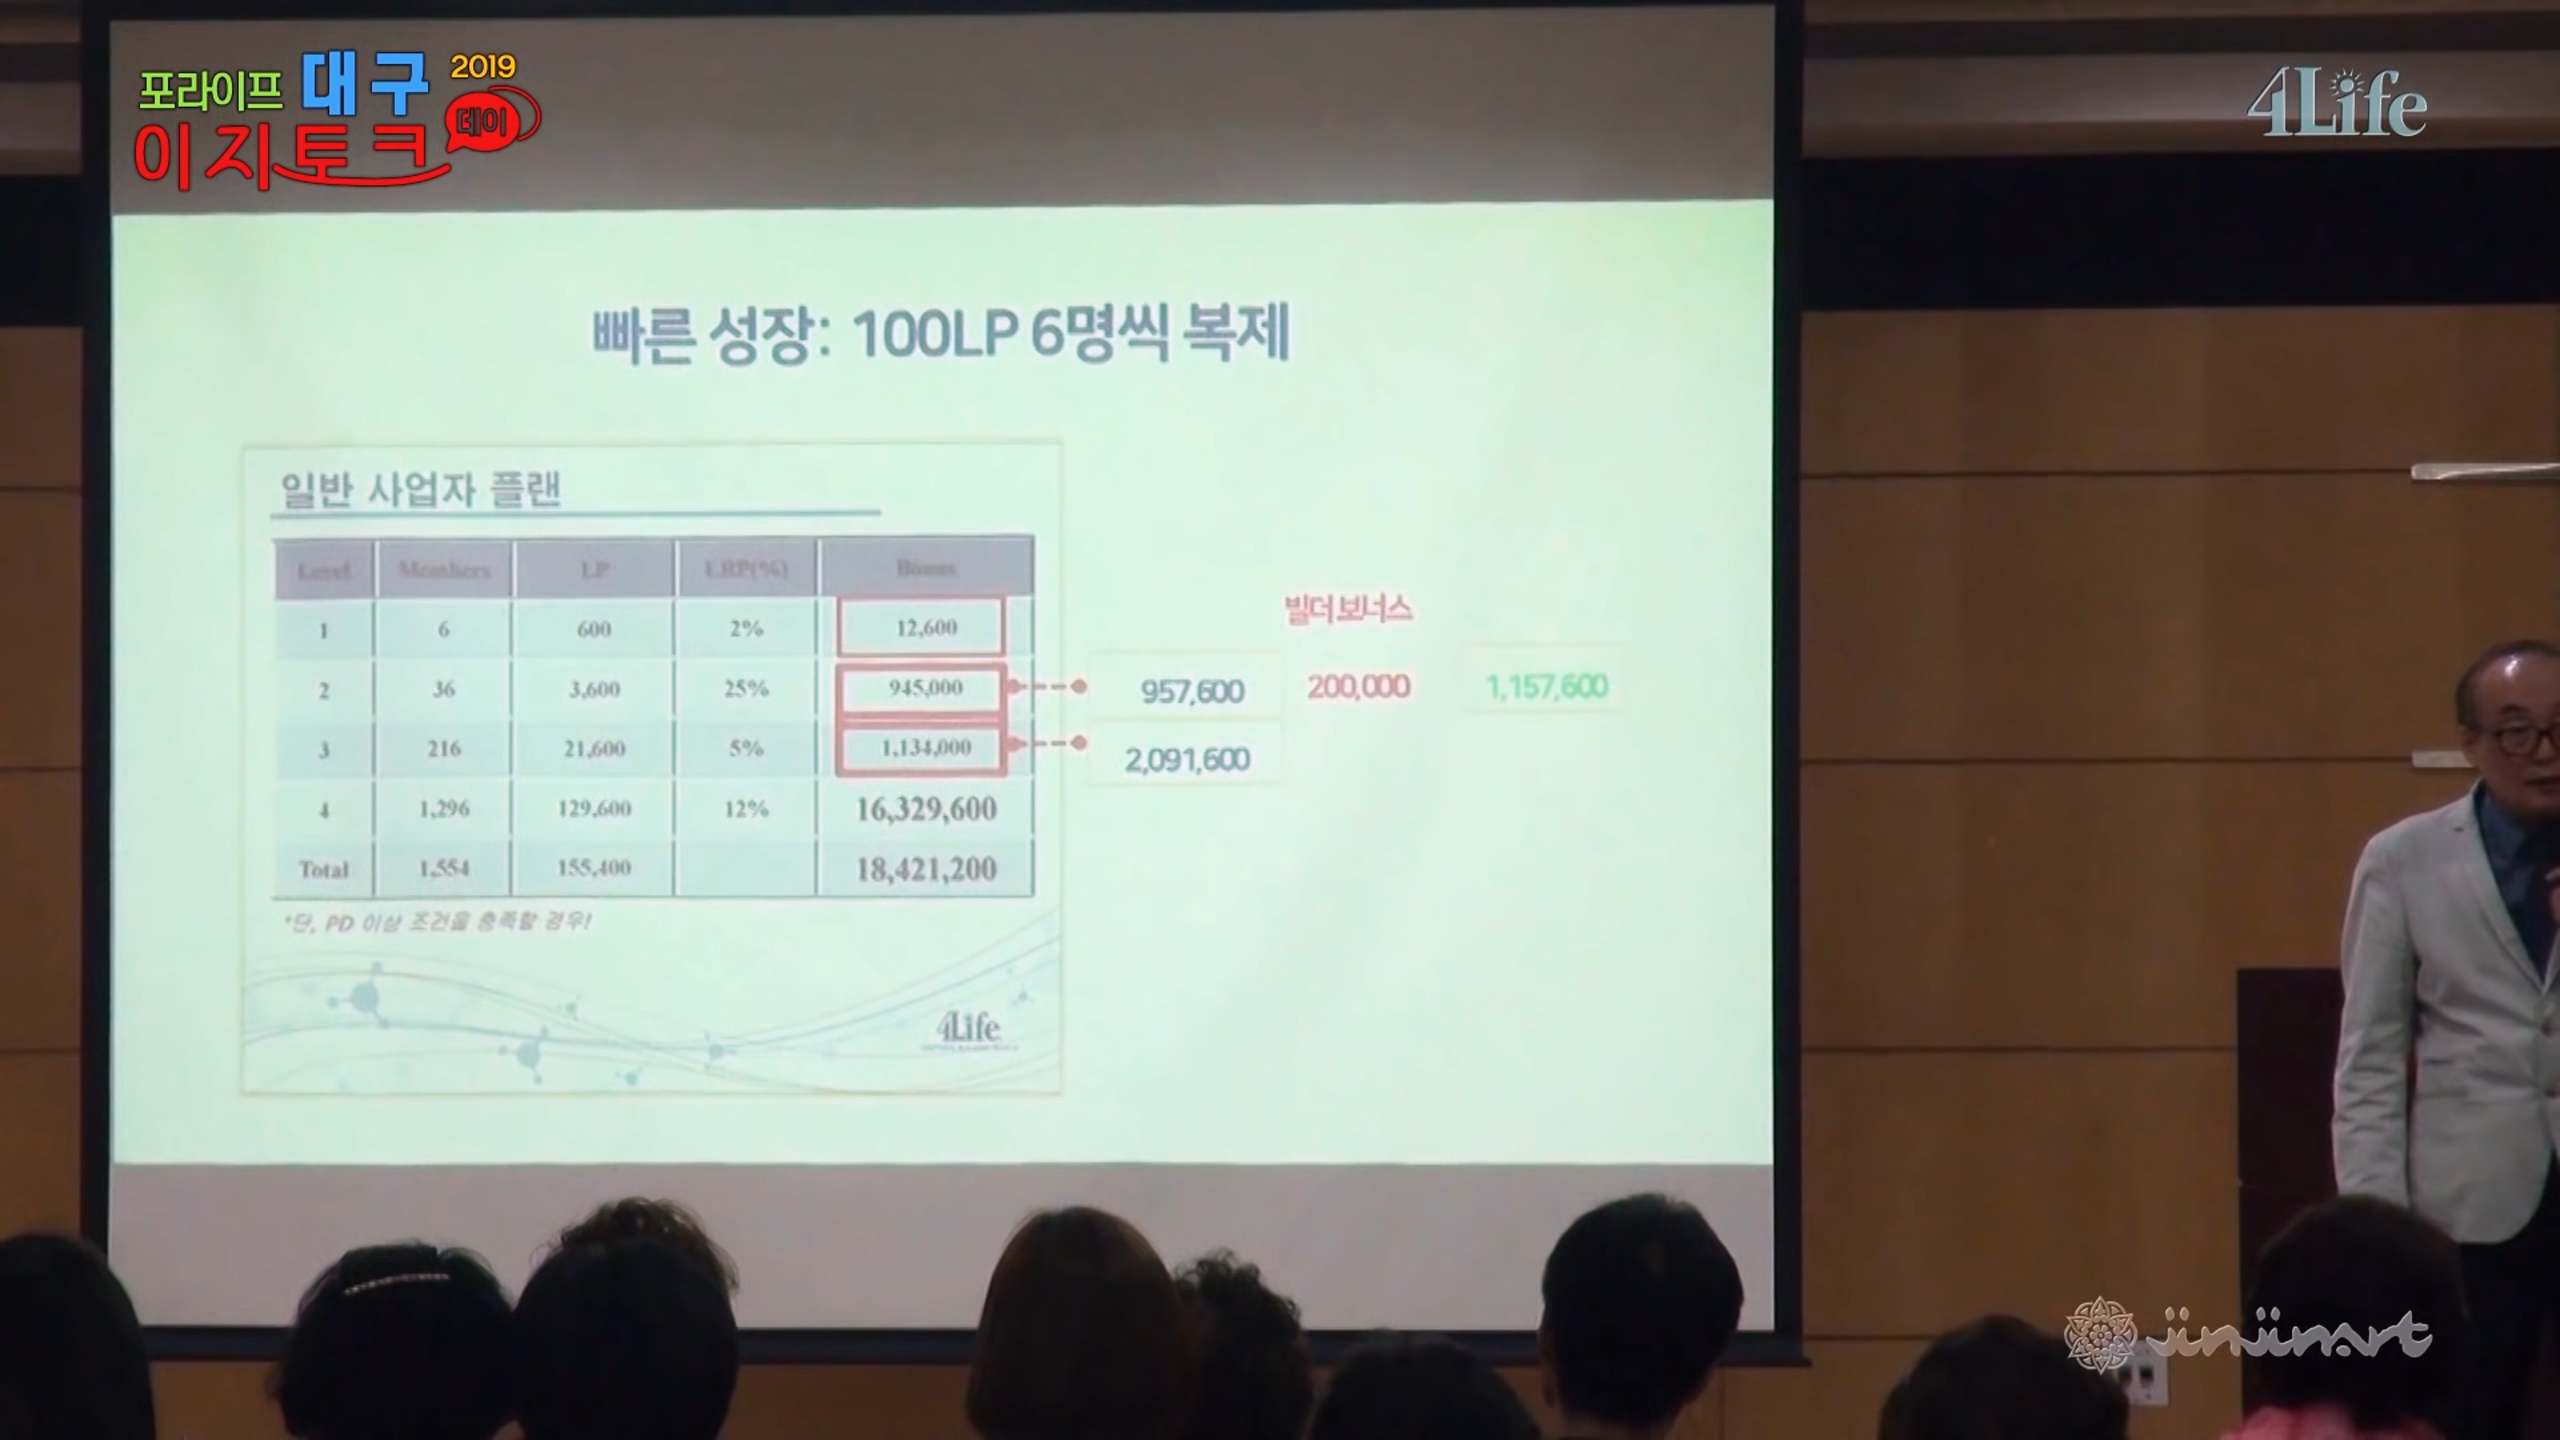 포라이프 대구 2019
이지토크 데이
4Life
빠른 성장: 100LP 6명씩 복제
일반 사업자 플랜
Level Members LP LRP(%) Bonus
1 6 600 2% 12,600
2 36 3,600 25% 945,000
3 216 21,600 5% 1,134,000
4 1,296 129,600 12% 16,329,600
Total 1,554 155,400 18,421,200
빌더 보너스
957,600 200,000 1,157,600
2,091,600
*단, PD 이상 조건을 충족할 경우!
4Life
jinjinart